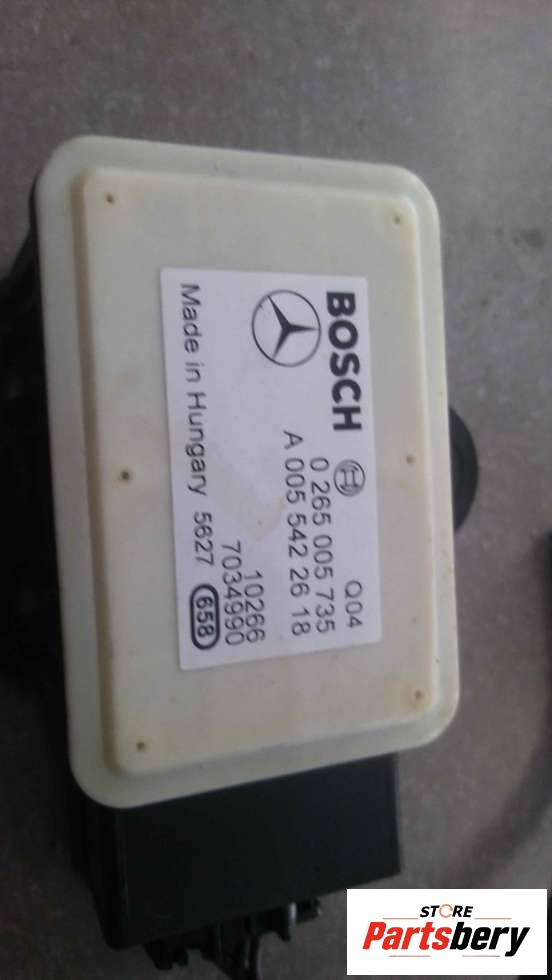 BOSCH
Q04
0 265 005 735
A 005 542 26 18
10266
7034990
Made in Hungary 5627 658
STORE
Partsbery